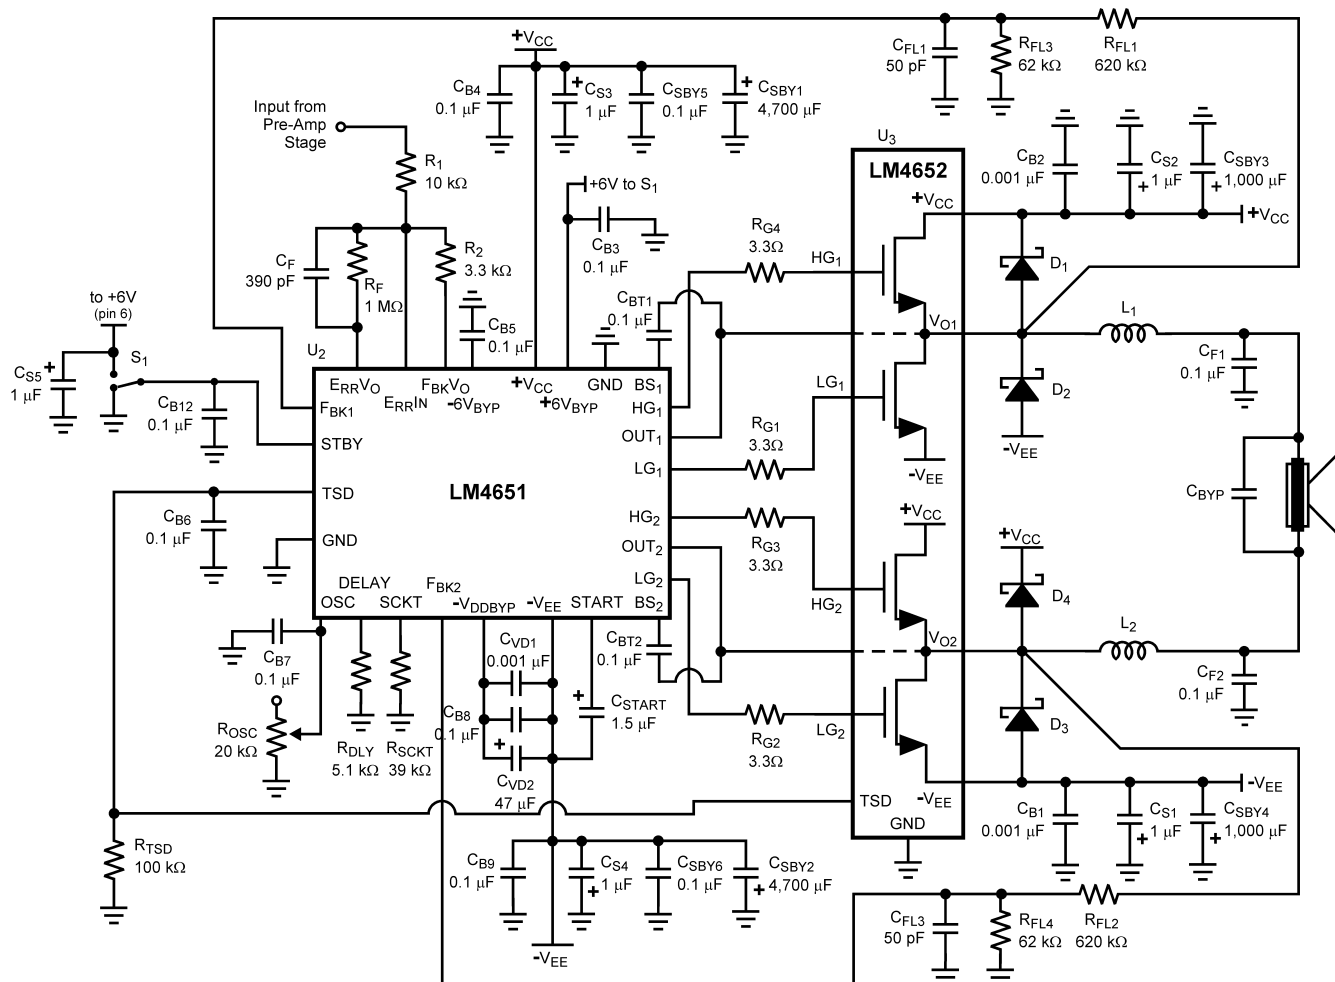 +VCC
CFL1
50 pF
RFL3
62 kΩ
RFL1
620 kΩ
CB4
0.1 μF
CS3
1 μF
CSBY5
0.1 μF
CSBY1
4,700 μF
Input from
Pre-Amp
Stage
R1
10 kΩ
U3
LM4652
CB2
0.001 μF
CS2
1 μF
CSBY3
1,000 μF
+6V to S1
+VCC
+VCC
CB3
0.1 μF
RG4
3.3Ω
HG1
D1
CF
390 pF
RF
1 MΩ
R2
3.3 kΩ
to +6V
(pin 6)
CB5
0.1 μF
CBT1
0.1 μF
VO1
L1
U2
S1
CS5
1 μF
CB12
0.1 μF
CF1
0.1 μF
ERRVO
ERRIN
FBKVO
-6VBYP
+VCC
+6VBYP
GND
BS1
FBK1
HG1
LG1
D2
STBY
OUT1
RG1
3.3Ω
-VEE
LG1
-VEE
LM4651
TSD
CB6
0.1 μF
HG2
+VCC
CBYP
GND
OUT2
RG3
3.3Ω
+VCC
DELAY
FBK2
LG2
HG2
D4
OSC
SCKT
-VDDBYP
-VEE
START
BS2
L2
CB7
0.1 μF
CVD1
0.001 μF
CBT2
0.1 μF
VO2
CF2
0.1 μF
ROSC
20 kΩ
CB8
0.1 μF
CSTART
1.5 μF
LG2
D3
RDLY
5.1 kΩ
RSCKT
39 kΩ
RG2
3.3Ω
CVD2
47 μF
-VEE
-VEE
TSD
GND
CB1
0.001 μF
CS1
1 μF
CSBY4
1,000 μF
RTSD
100 kΩ
CB9
0.1 μF
CS4
1 μF
CSBY6
0.1 μF
CSBY2
4,700 μF
CFL3
50 pF
RFL4
62 kΩ
RFL2
620 kΩ
-VEE